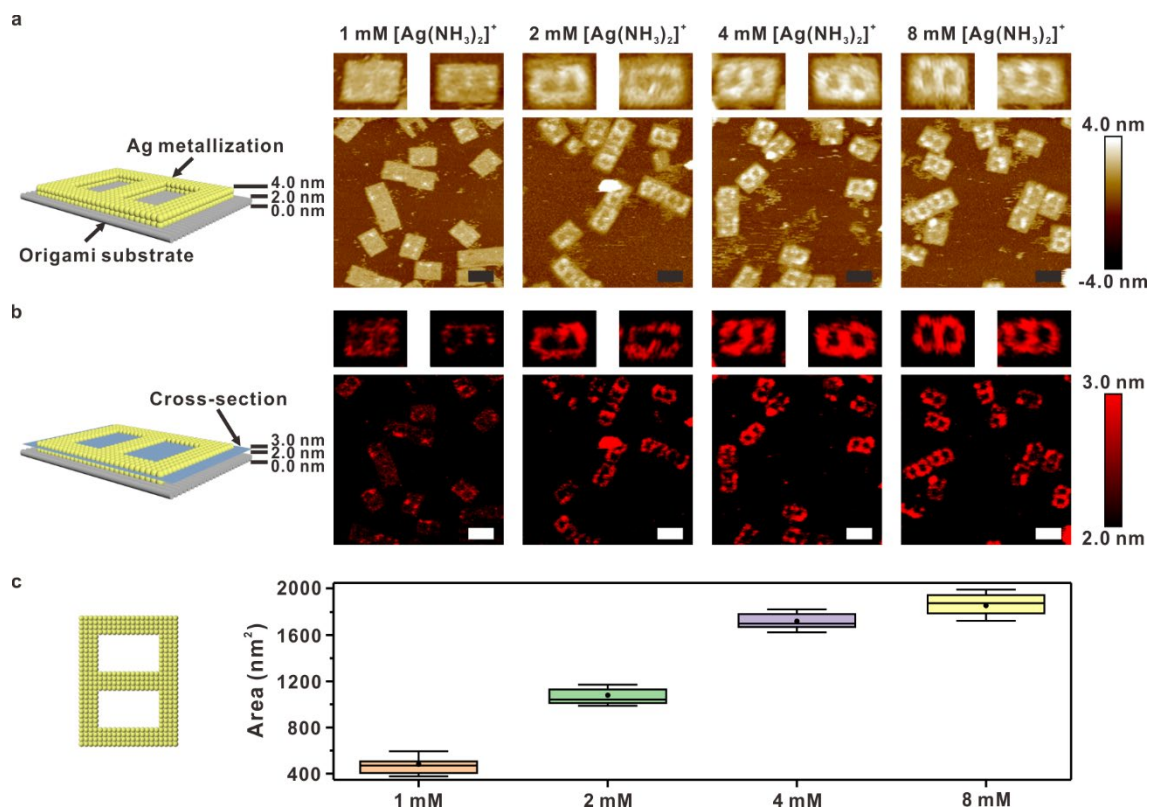 a
1 mM [Ag(NH₃)₂]⁺ 2 mM [Ag(NH₃)₂]⁺ 4 mM [Ag(NH₃)₂]⁺ 8 mM [Ag(NH₃)₂]⁺
Ag metallization
4.0 nm
2.0 nm
0.0 nm
Origami substrate
4.0 nm
-4.0 nm
b
Cross-section
3.0 nm
2.0 nm
0.0 nm
3.0 nm
2.0 nm
c
Area (nm²)
2000
1600
1200
800
400
1 mM 2 mM 4 mM 8 mM